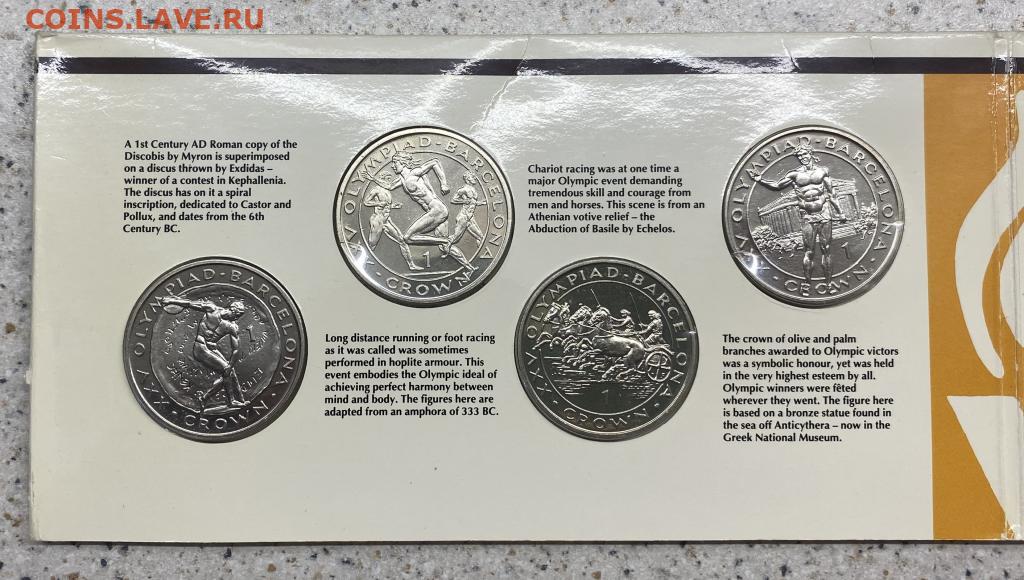 COINS.LAVE.RU
A 1st Century AD Roman copy of the
Discobis by Myron is superimposed
on a discus thrown by Exdidas –
winner of a contest in Kephallenia.
The discus has on it a spiral
inscription, dedicated to Castor and
Pollux, and dates from the 6th
Century BC.
XXV OLYMPIAD-BARCELONA
1
CROWN
Long distance running or foot racing
as it was called was sometimes
performed in hoplite armour. This
event embodies the Olympic ideal of
achieving perfect harmony between
mind and body. The figures here are
adapted from an amphora of 333 BC.
XXV OLYMPIAD-BARCELONA
1
CROWN
Chariot racing was at one time a
major Olympic event demanding
tremendous skill and courage from
men and horses. This scene is from an
Athenian votive relief – the
Abduction of Basile by Echelos.
XXV OLYMPIAD-BARCELONA
1
CROWN
The crown of olive and palm
branches awarded to Olympic victors
was a symbolic honour, yet was held
in the very highest esteem by all.
Olympic winners were fêted
wherever they went. The figure here
is based on a bronze statue found in
the sea off Anticythera – now in the
Greek National Museum.
XXV OLYMPIAD-BARCELONA
1
CROWN